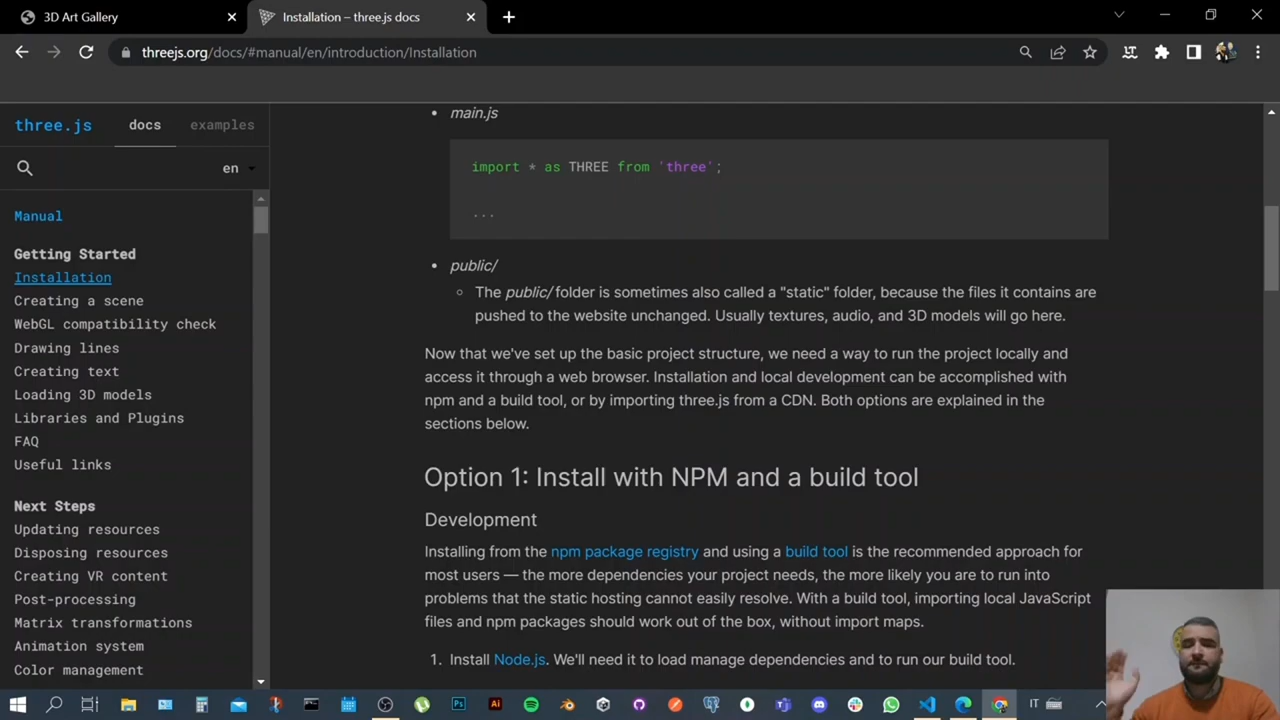 3D Art Gallery
Installation – three.js docs
threejs.org/docs/#manual/en/introduction/Installation
three.js
docs
examples
en
Manual
Getting Started
Installation
Creating a scene
WebGL compatibility check
Drawing lines
Creating text
Loading 3D models
Libraries and Plugins
FAQ
Useful links
Next Steps
Updating resources
Disposing resources
Creating VR content
Post-processing
Matrix transformations
Animation system
Color management
main.js
import * as THREE from 'three';
...
public/
The public/ folder is sometimes also called a "static" folder, because the files it contains are
pushed to the website unchanged. Usually textures, audio, and 3D models will go here.
Now that we've set up the basic project structure, we need a way to run the project locally and
access it through a web browser. Installation and local development can be accomplished with
npm and a build tool, or by importing three.js from a CDN. Both options are explained in the
sections below.
Option 1: Install with NPM and a build tool
Development
Installing from the npm package registry and using a build tool is the recommended approach for
most users — the more dependencies your project needs, the more likely you are to run into
problems that the static hosting cannot easily resolve. With a build tool, importing local JavaScript
files and npm packages should work out of the box, without import maps.
1. Install Node.js. We'll need it to load manage dependencies and to run our build tool.
Ps
Ai
IT